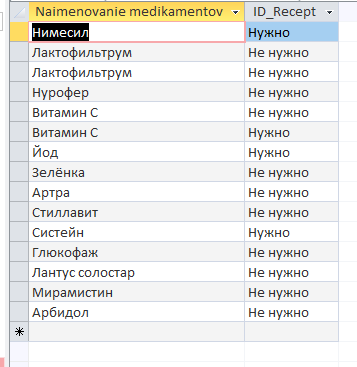 Naimenovanie medikamentov ID_Recept
Нимесил Нужно
Лактофильтрум Не нужно
Лактофильтрум Не нужно
Нурофер Не нужно
Витамин С Не нужно
Витамин С Нужно
Йод Нужно
Зелёнка Не нужно
Артра Не нужно
Стиллавит Не нужно
Систейн Нужно
Глюкофаж Не нужно
Лантус солостар Не нужно
Мирамистин Не нужно
Арбидол Не нужно